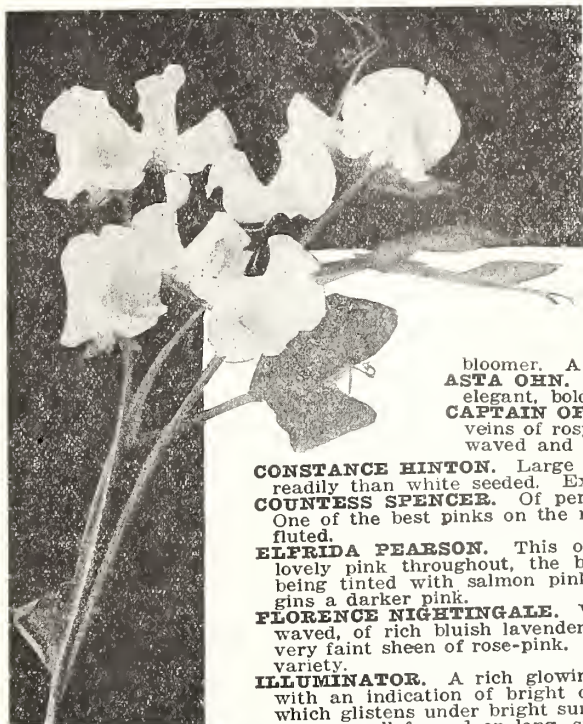 bloomer. A
ASTA OHN.
elegant, bol
CAPTAIN OF
veins of ros
waved and
CONSTANCE HINTON. Large
readily than white seeded. Ex
COUNTESS SPENCER. Of per
One of the best pinks on the
fluted.
ELFRIDA PEARSON. This o
lovely pink throughout, the b
being tinted with salmon pin
gins a darker pink.
FLORENCE NIGHTINGALE.
waved, of rich bluish lavender
very faint sheen of rose-pink.
variety.
ILLUMINATOR. A rich glowin
with an indication of bright
which glistens under bright su